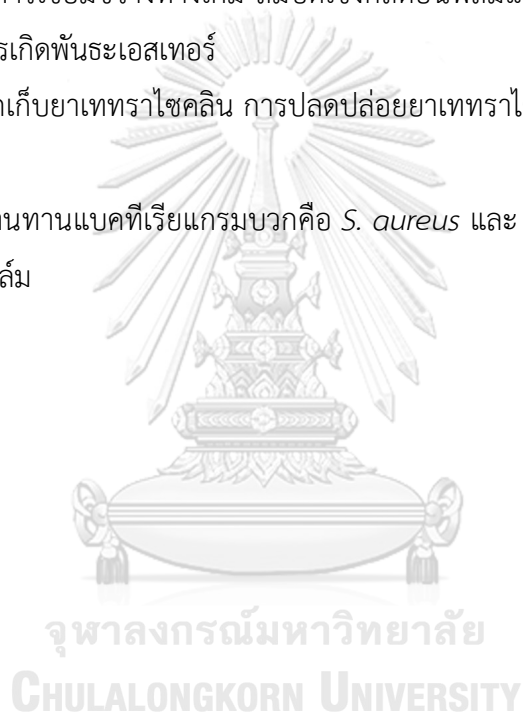 รเกิดพันธะเอสเทอร์
าเก็บยาเททราไซคลิน การปลดปล่อยยาเททราไ
านทานแบคทีเรียแกรมบวกคือ S. aureus และ
ล์ม
จุฬาลงกรณ์มหาวิทยาลัย
CHULALONGKORN UNIVERSITY